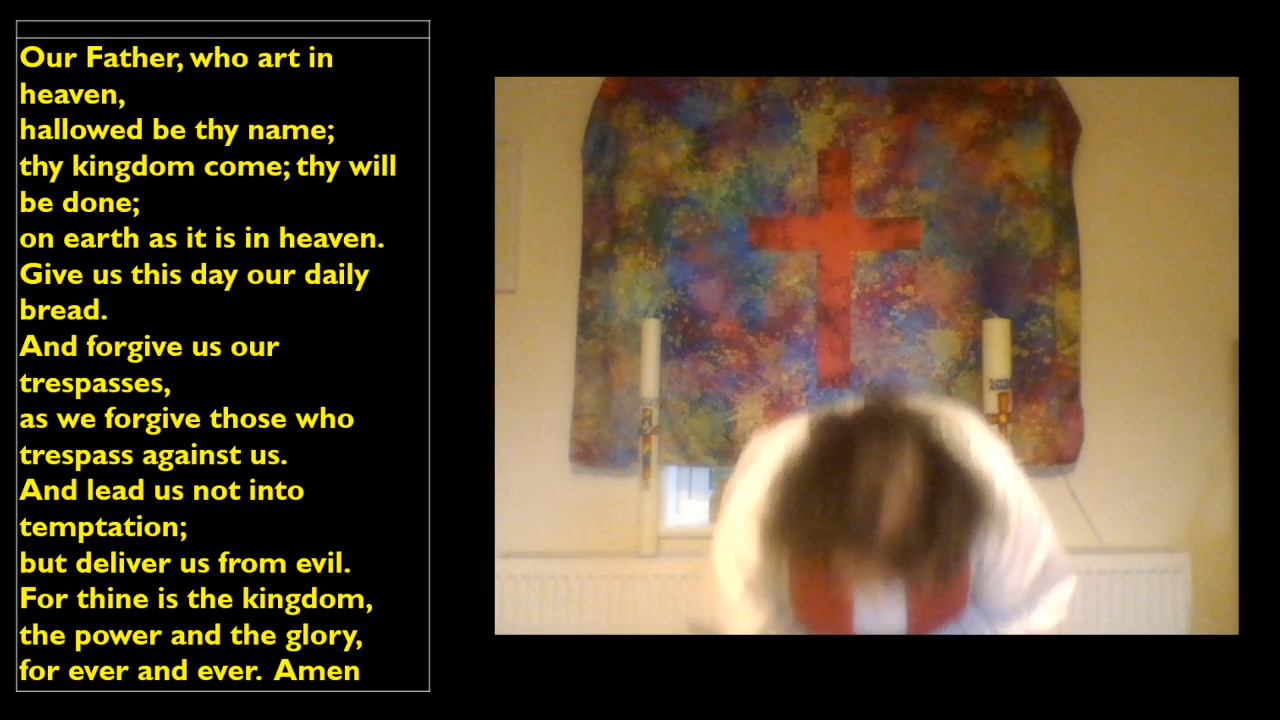 Our Father, who art in
heaven,
hallowed be thy name;
thy kingdom come; thy will
be done;
on earth as it is in heaven.
Give us this day our daily
bread.
And forgive us our
trespasses,
as we forgive those who
trespass against us.
And lead us not into
temptation;
but deliver us from evil.
For thine is the kingdom,
the power and the glory,
for ever and ever.  Amen